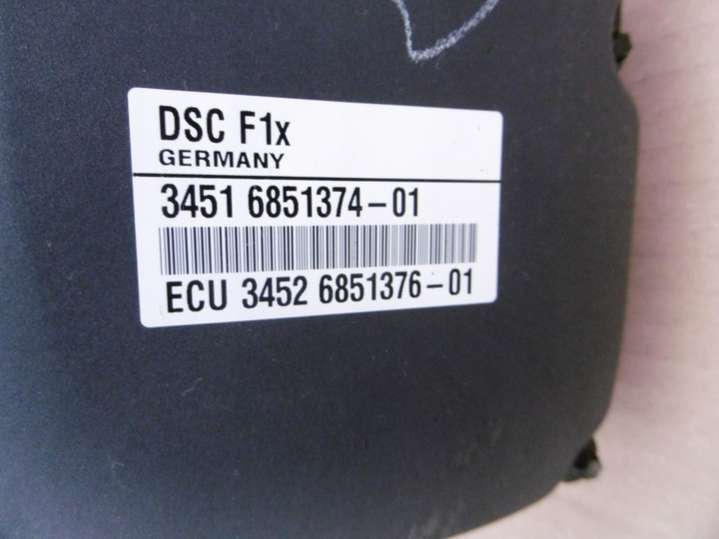 DSC F1x
GERMANY
3451 6851374-01
ECU 3452 6851376-01